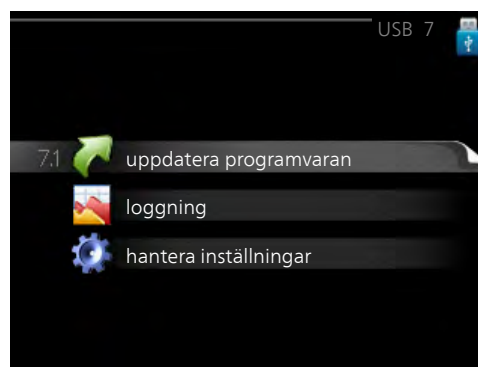 USB 7
7.1 uppdatera programvaran
loggning
hantera inställningar